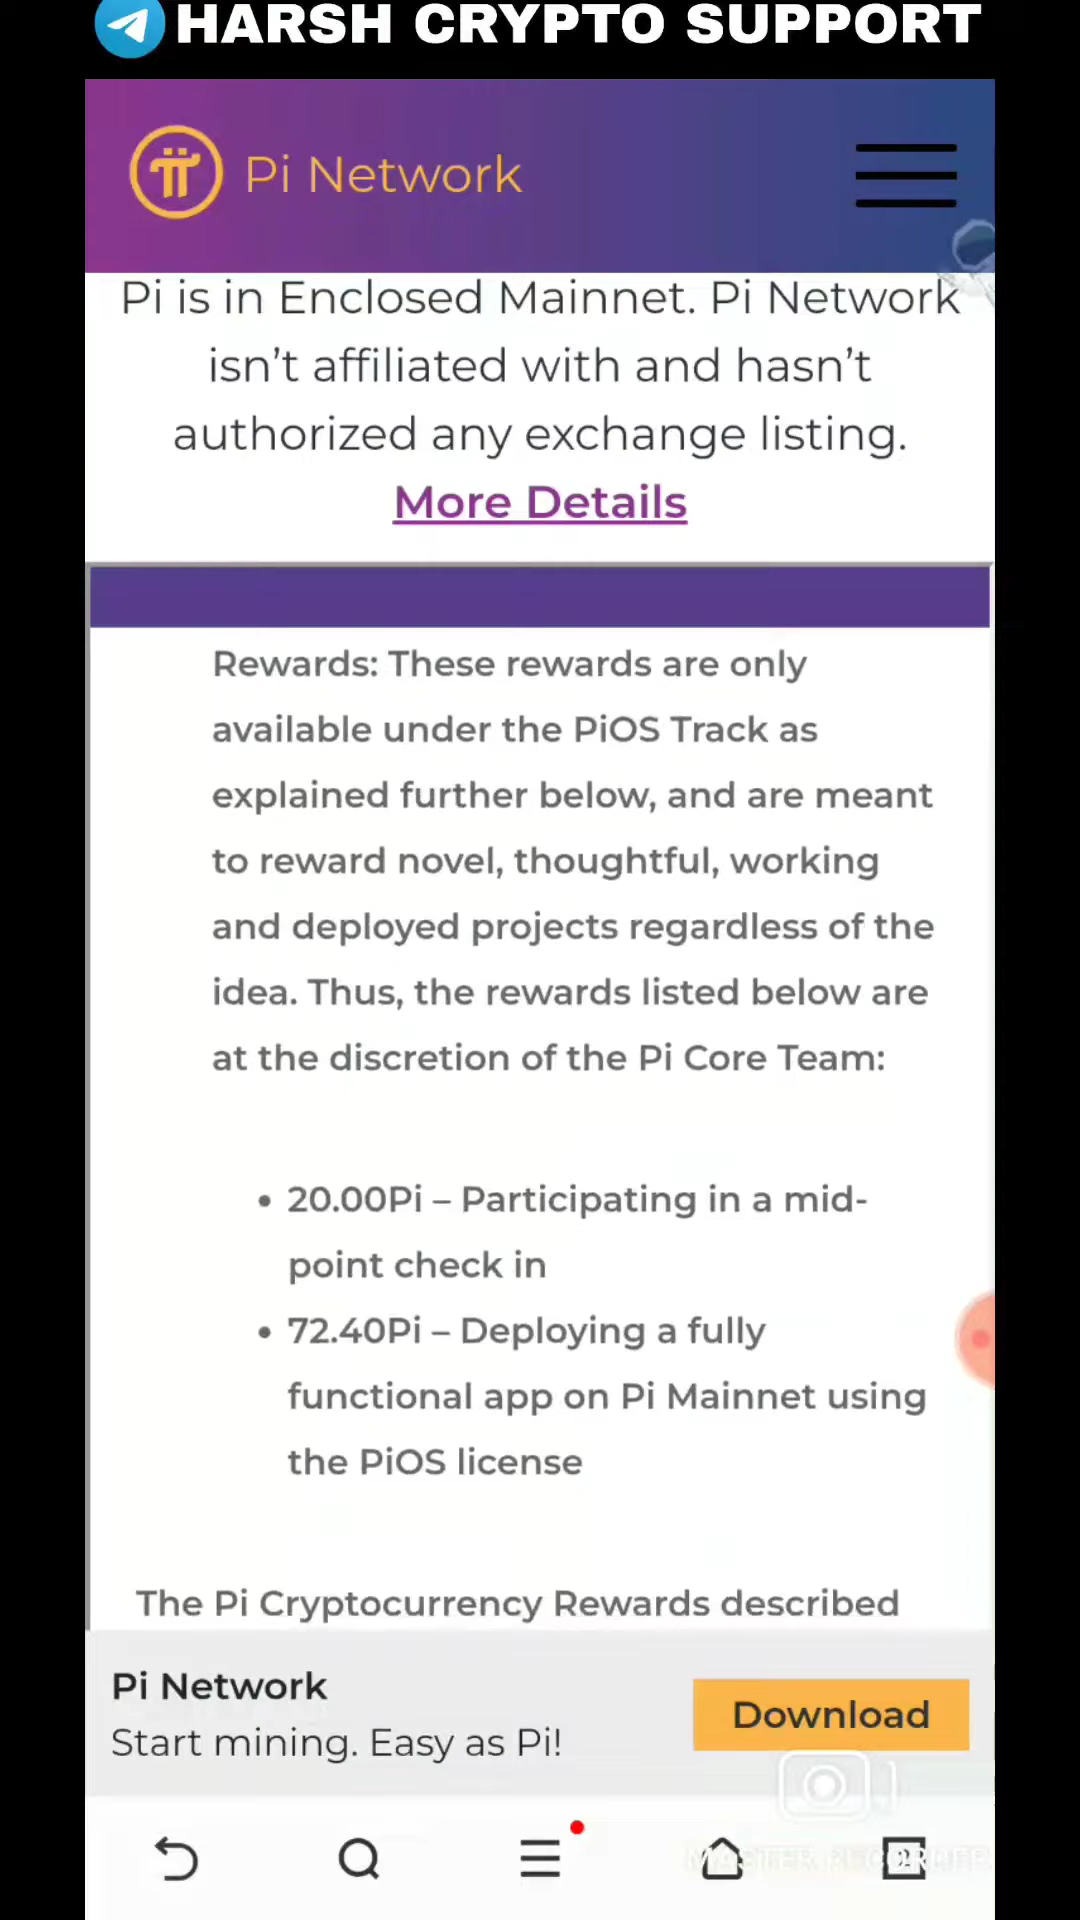 HARSH CRYPTO SUPPORT
Pi Network
Pi is in Enclosed Mainnet. Pi Network
isn’t affiliated with and hasn’t
authorized any exchange listing.
More Details
Rewards: These rewards are only
available under the PiOS Track as
explained further below, and are meant
to reward novel, thoughtful, working
and deployed projects regardless of the
idea. Thus, the rewards listed below are
at the discretion of the Pi Core Team:
• 20.00Pi – Participating in a mid-
point check in
• 72.40Pi – Deploying a fully
functional app on Pi Mainnet using
the PiOS license
The Pi Cryptocurrency Rewards described
Pi Network
Start mining. Easy as Pi!
Download
MASTER RECORDER